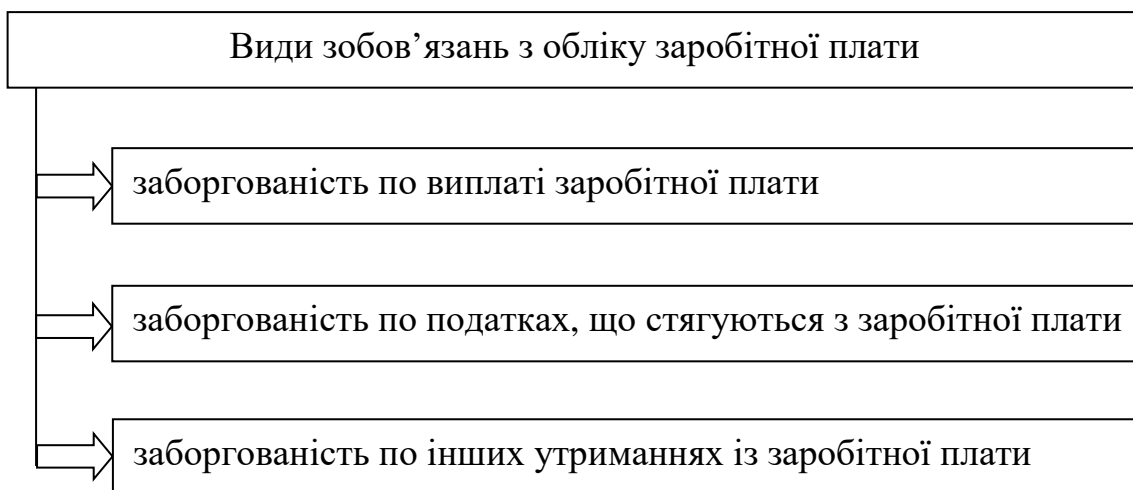 Види зобов’язань з обліку заробітної плати
заборгованість по виплаті заробітної плати
заборгованість по податках, що стягуються з заробітної плати
заборгованість по інших утриманнях із заробітної плати